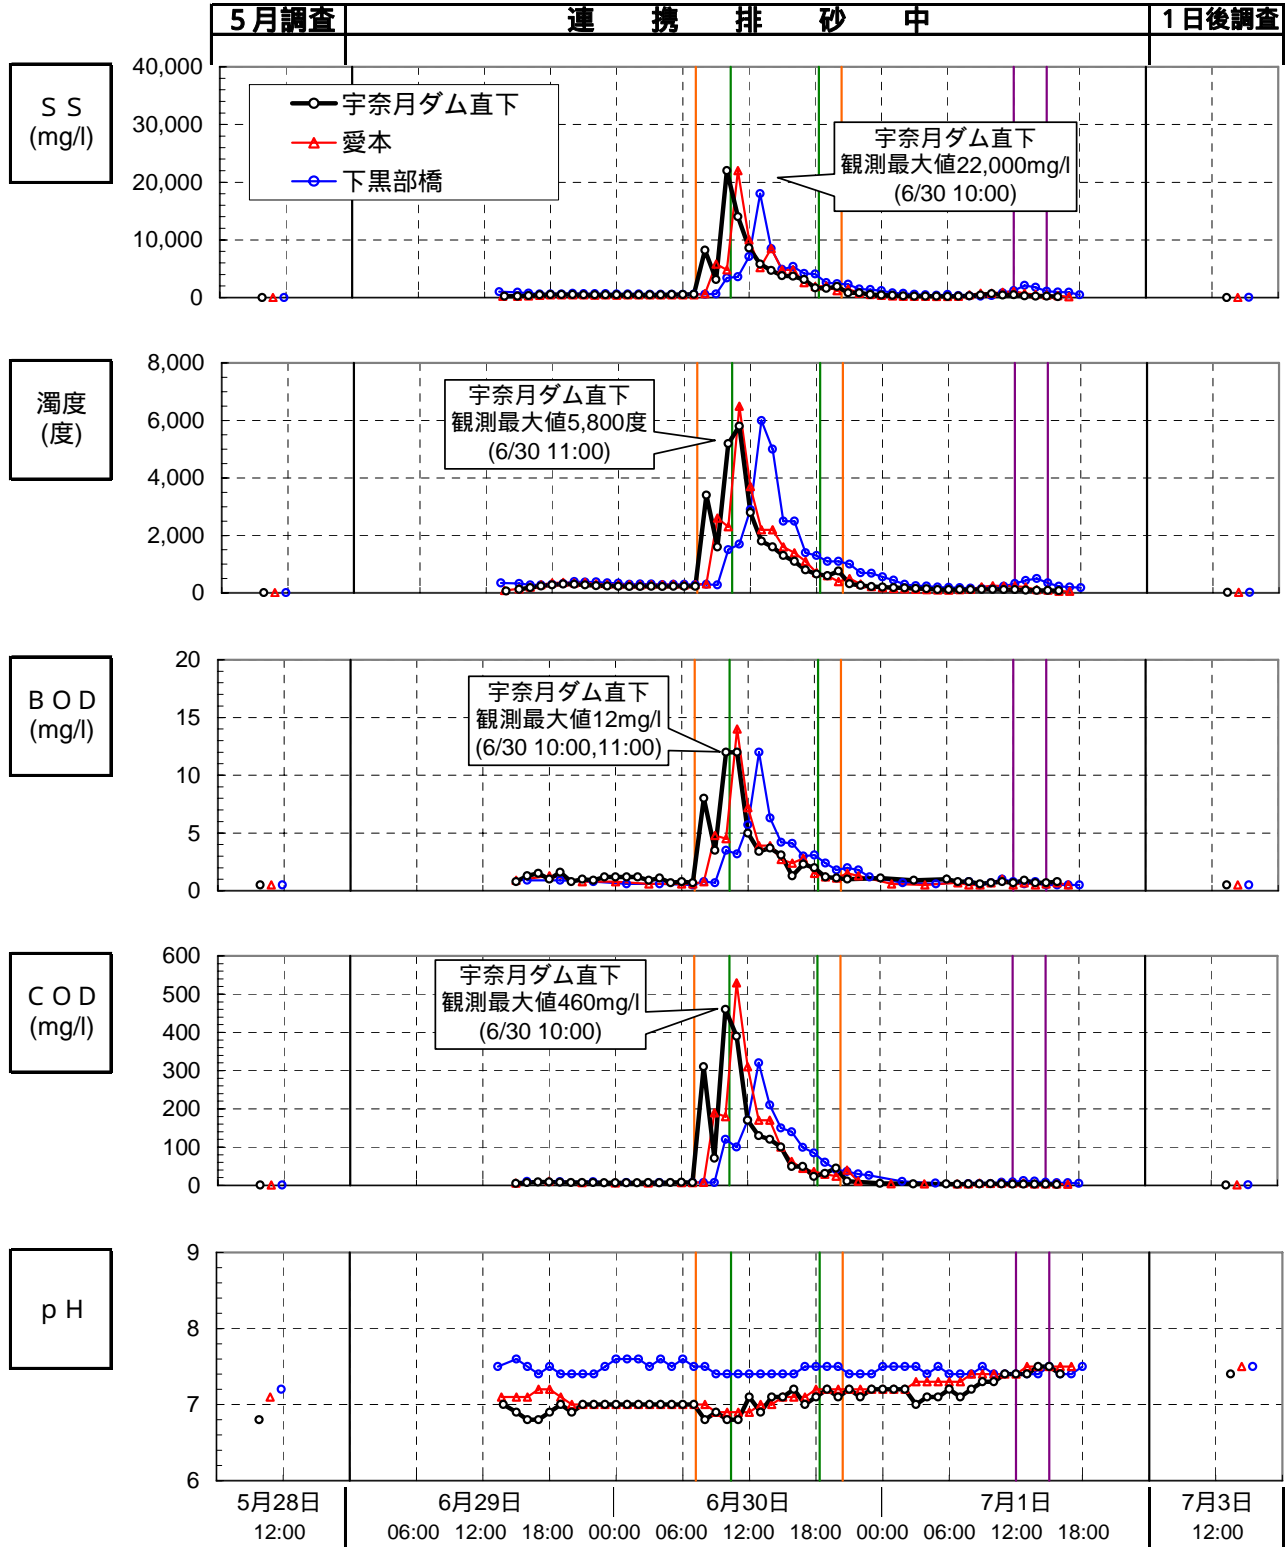 ５月調査　連　携　排　砂　中　１日後調査
ＳＳ
(mg/l)
40,000
30,000
20,000
10,000
0
宇奈月ダム直下
愛本
下黒部橋
宇奈月ダム直下
観測最大値22,000mg/l
(6/30 10:00)
濁度
(度)
8,000
6,000
4,000
2,000
0
宇奈月ダム直下
観測最大値5,800度
(6/30 11:00)
ＢＯＤ
(mg/l)
20
15
10
5
0
宇奈月ダム直下
観測最大値12mg/l
(6/30 10:00,11:00)
ＣＯＤ
(mg/l)
600
500
400
300
200
100
0
宇奈月ダム直下
観測最大値460mg/l
(6/30 10:00)
ｐＨ
9
8
7
6
5月28日　6月29日　6月30日　7月1日　7月3日
12:00 06:00 12:00 18:00 00:00 06:00 12:00 18:00 00:00 06:00 12:00 18:00 12:00